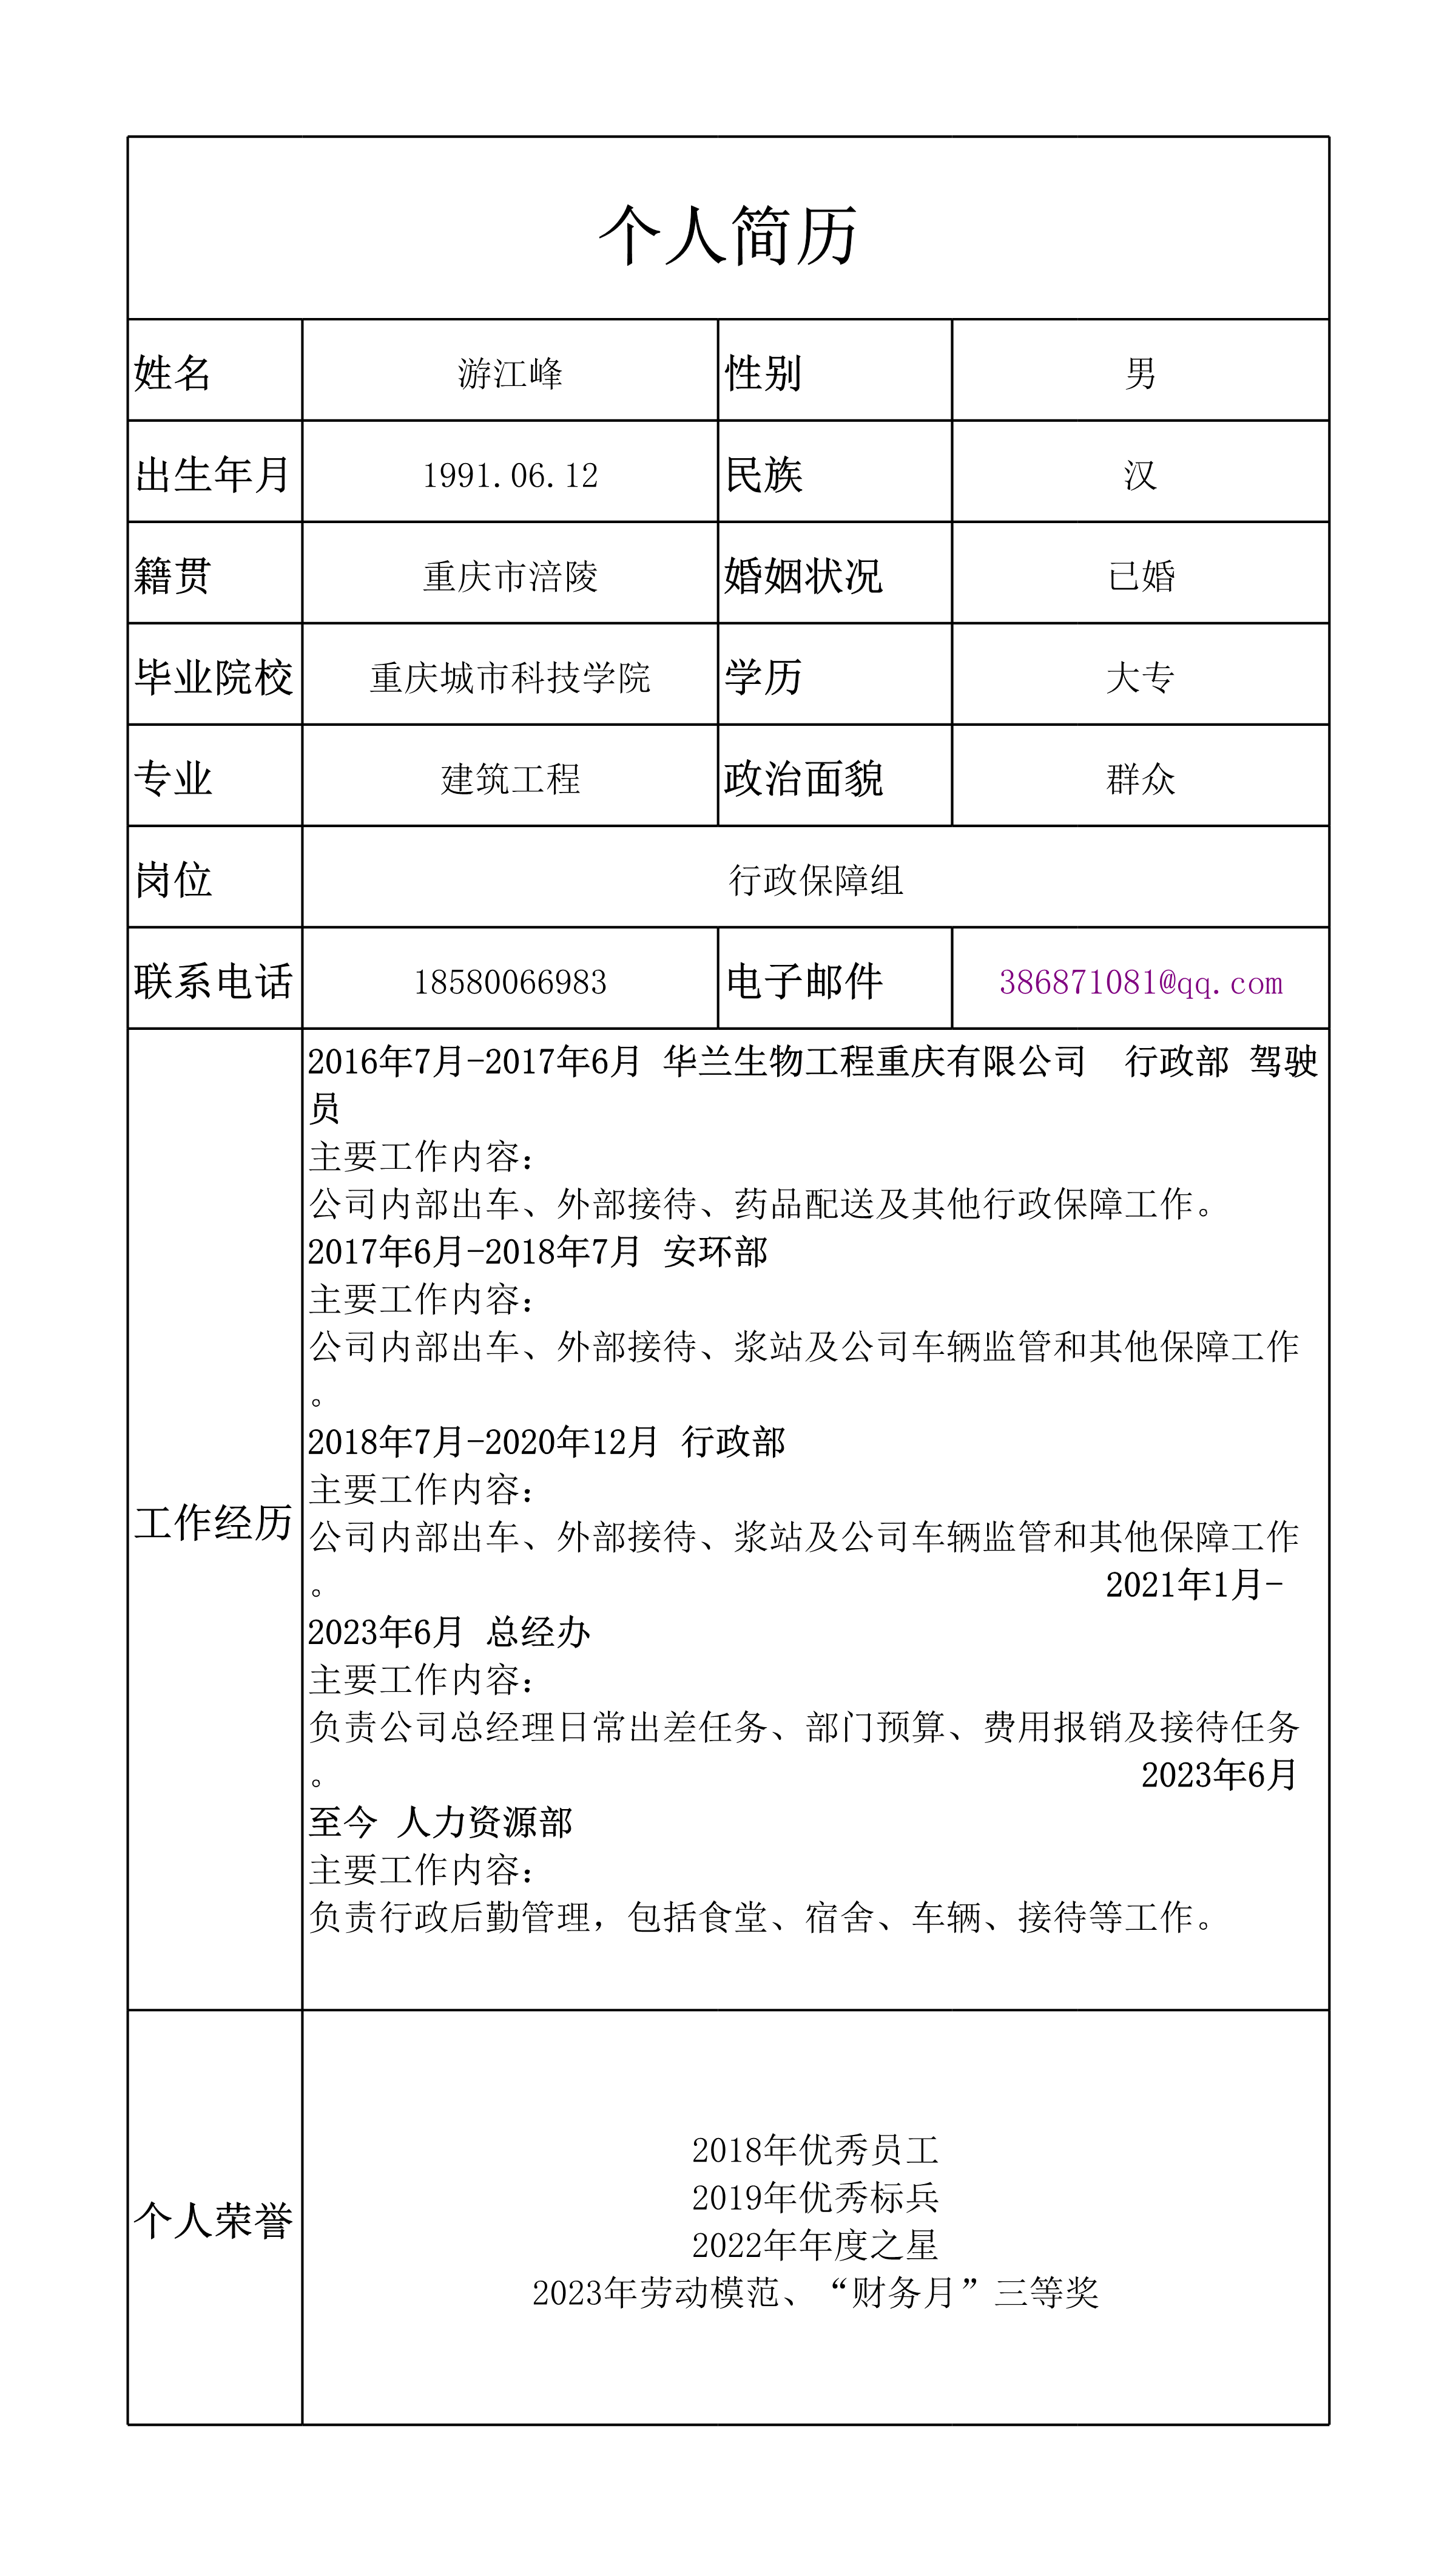 个人简历
姓名 游江峰 性别 男
出生年月 1991.06.12 民族 汉
籍贯 重庆市涪陵 婚姻状况 已婚
毕业院校 重庆城市科技学院 学历 大专
专业 建筑工程 政治面貌 群众
岗位 行政保障组
联系电话 18580066983 电子邮件 386871081@qq.com
工作经历
2016年7月-2017年6月 华兰生物工程重庆有限公司  行政部 驾驶
员
主要工作内容：
公司内部出车、外部接待、药品配送及其他行政保障工作。
2017年6月-2018年7月 安环部
主要工作内容：
公司内部出车、外部接待、浆站及公司车辆监管和其他保障工作
。
2018年7月-2020年12月 行政部
主要工作内容：
公司内部出车、外部接待、浆站及公司车辆监管和其他保障工作
。 2021年1月-
2023年6月 总经办
主要工作内容：
负责公司总经理日常出差任务、部门预算、费用报销及接待任务
。 2023年6月
至今 人力资源部
主要工作内容：
负责行政后勤管理，包括食堂、宿舍、车辆、接待等工作。
个人荣誉
2018年优秀员工
2019年优秀标兵
2022年年度之星
2023年劳动模范、“财务月”三等奖